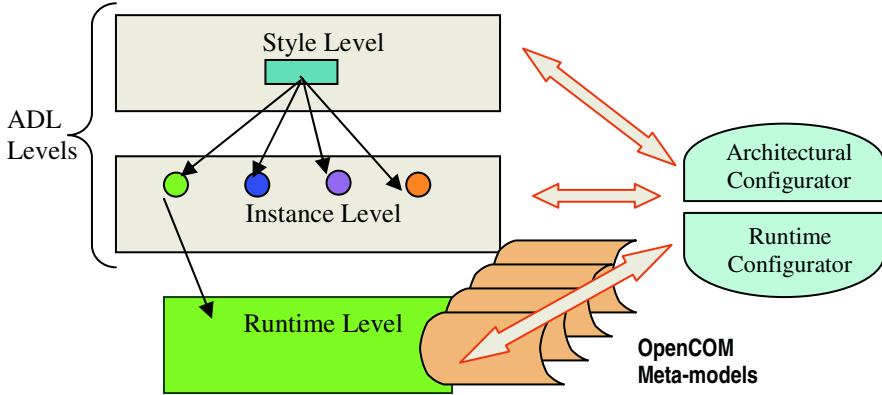 Style Level
ADL
Levels
Instance Level
Architectural
Configurator
Runtime
Configurator
Runtime Level
OpenCOM
Meta-models